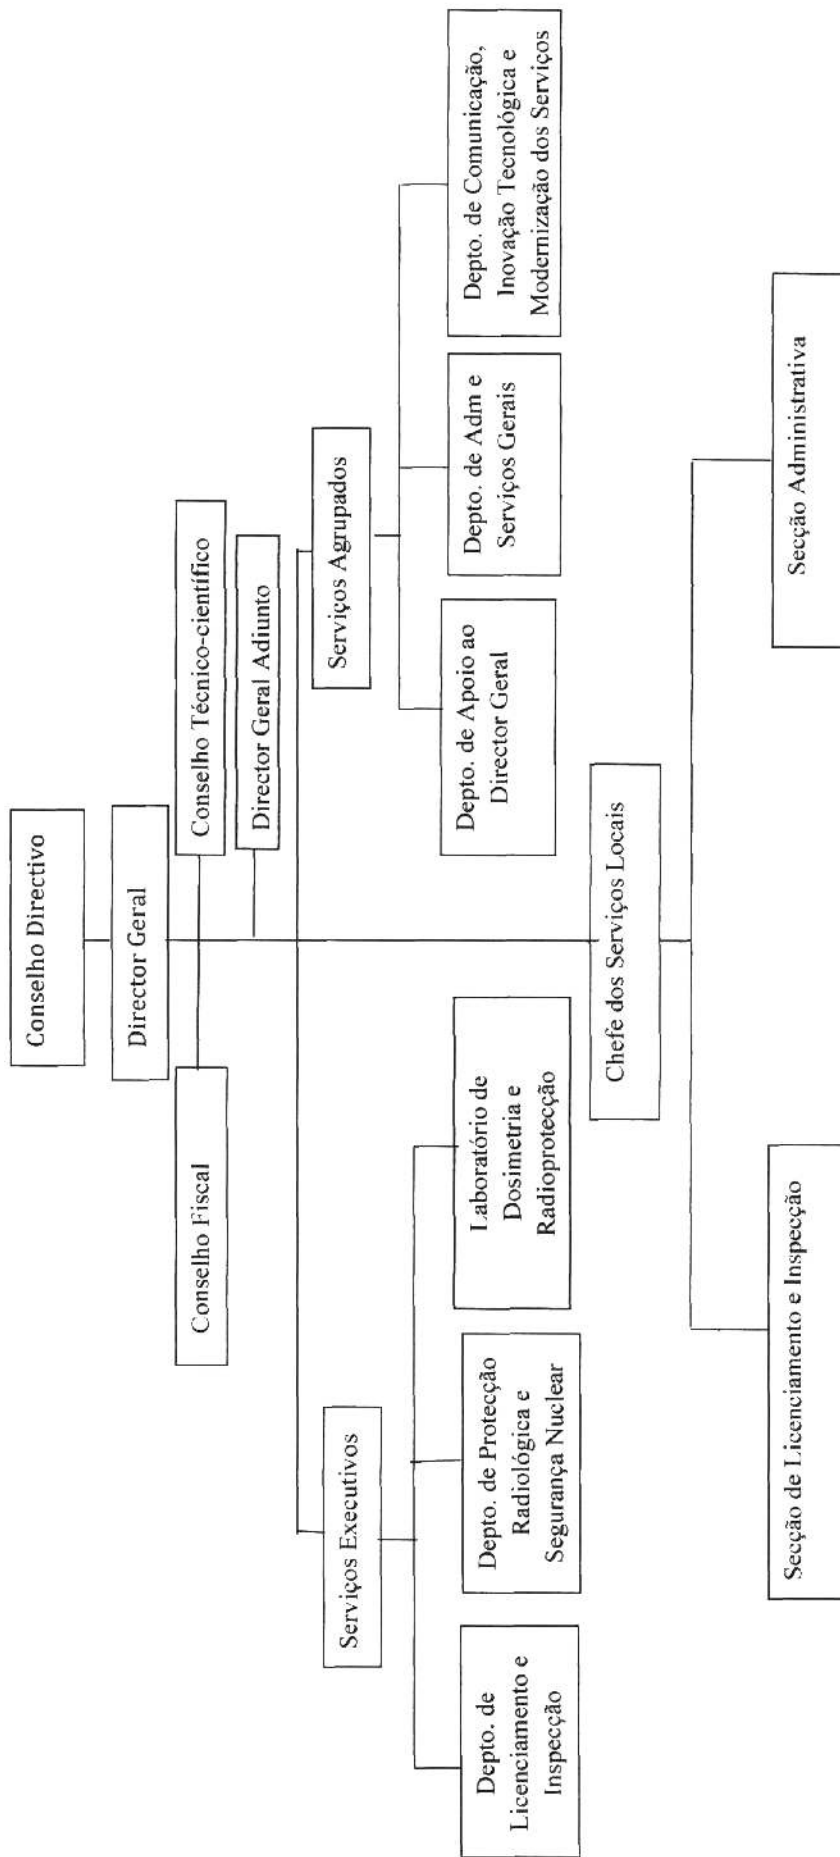 Conselho Directivo
Director Geral
Conselho Fiscal
Conselho Técnico-científico
Director Geral Adiunto
Serviços Executivos
Serviços Agrupados
Depto. de
Licenciamento e
Inspecção
Depto. de Protecção
Radiológica e
Segurança Nuclear
Laboratório de
Dosimetria e
Radioprotecção
Depto. de Apoio ao
Director Geral
Depto. de Adm e
Serviços Gerais
Depto. de Comunicação,
Inovação Tecnológica e
Modernização dos Serviços
Chefe dos Serviços Locais
Secção de Licenciamento e Inspecção
Secção Administrativa